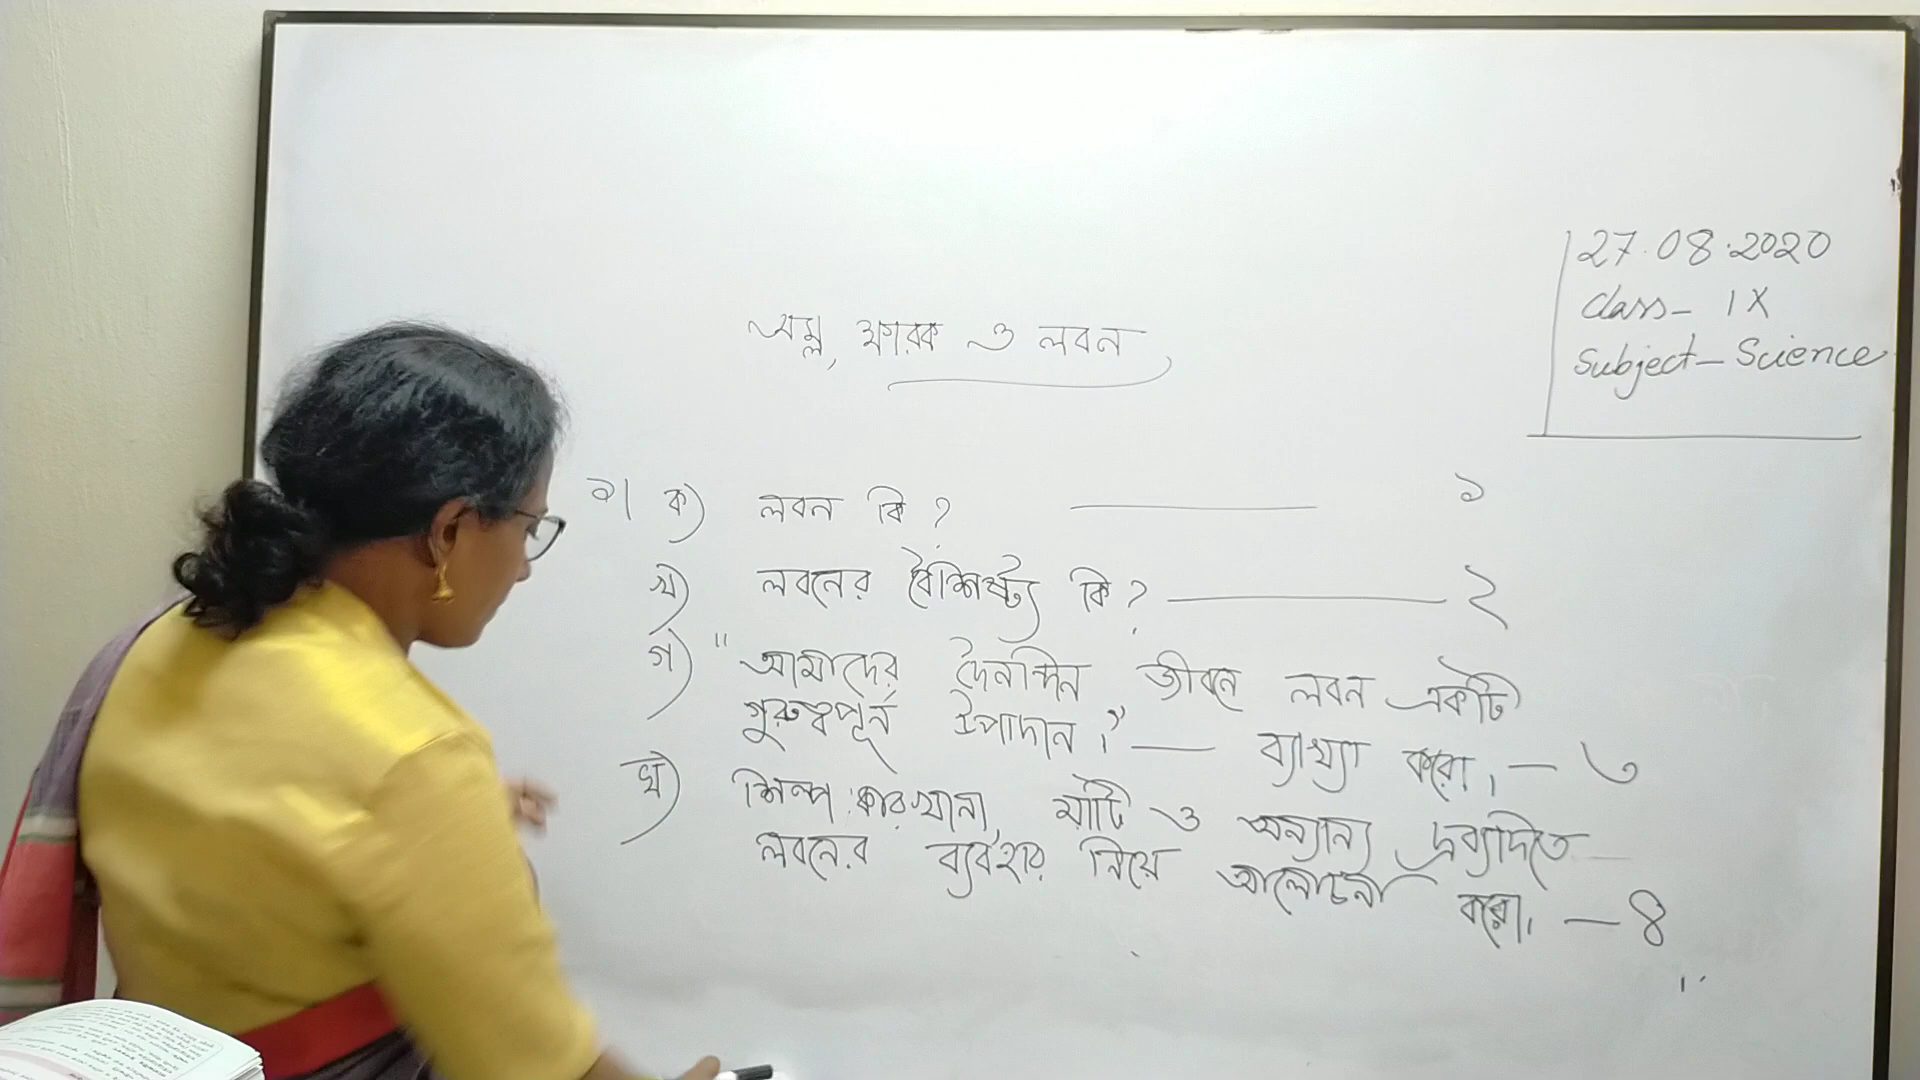 27.08.2020
Class- IX
Subject- Science
অম্ল, ক্ষারক ও লবন
১। ক) লবন কি? ১
খ) লবনের বৈশিষ্ট্য কি? ২
গ) "আমাদের দৈনন্দিন জীবনে লবন একটি
গুরুত্বপূর্ন উপাদান।" — ব্যাখ্যা করো। — ৩
ঘ) শিল্প কারখানা, মাটি ও অন্যান্য দ্রব্যাদিতে
লবনের ব্যবহার নিয়ে আলোচনা করো। — ৪